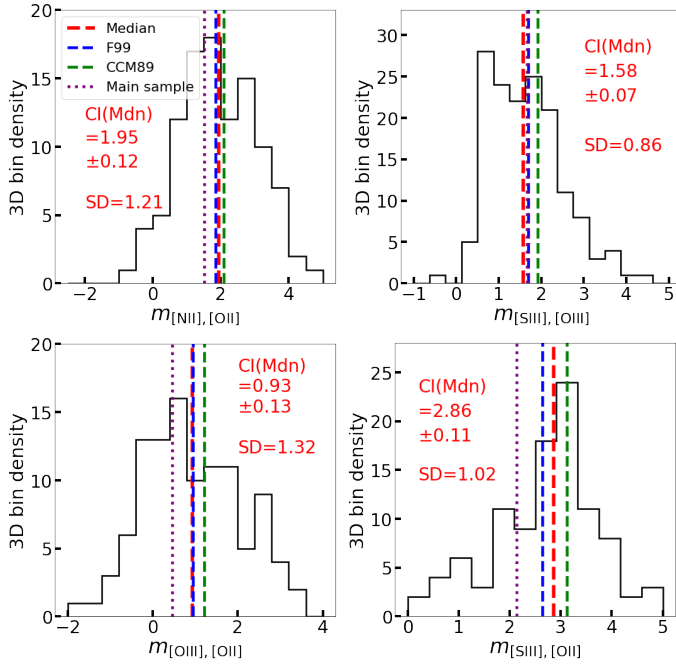 20
15
10
5
0
3D bin density
Median
F99
CCM89
Main sample
CI(Mdn)
=1.95
±0.12
SD=1.21
−2 0 2 4
m[NII], [OII]
30
25
20
15
10
5
0
3D bin density
CI(Mdn)
=1.58
±0.07
SD=0.86
−1 0 1 2 3 4 5
m[SIII], [OIII]
20
15
10
5
0
3D bin density
CI(Mdn)
=0.93
±0.13
SD=1.32
−2 0 2 4
m[OIII], [OII]
25
20
15
10
5
0
3D bin density
CI(Mdn)
=2.86
±0.11
SD=1.02
0 1 2 3 4 5
m[SIII], [OII]